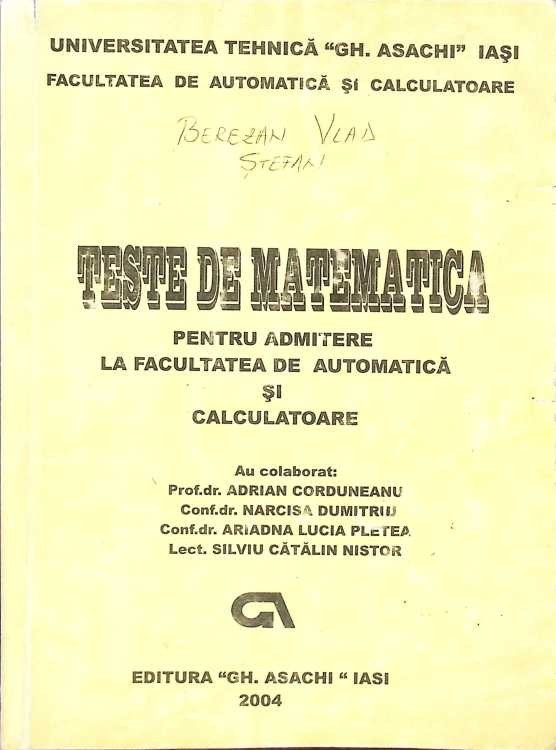 UNIVERSITATEA TEHNICĂ “GH. ASACHI” IAŞI
FACULTATEA DE AUTOMATICĂ ŞI CALCULATOARE
BEREZAN VLAD
ŞTEFAN
TESTE DE MATEMATICA
PENTRU ADMITERE
LA FACULTATEA DE AUTOMATICĂ
ŞI
CALCULATOARE
Au colaborat:
Prof.dr. ADRIAN CORDUNEANU
Conf.dr. NARCISA DUMITRIU
Conf.dr. ARIADNA LUCIA PLETEA
Lect. SILVIU CĂTĂLIN NISTOR
EDITURA “GH. ASACHI “ IASI
2004